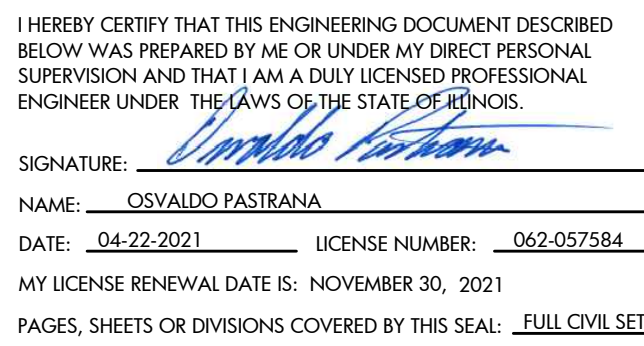 I HEREBY CERTIFY THAT THIS ENGINEERING DOCUMENT DESCRIBED
BELOW WAS PREPARED BY ME OR UNDER MY DIRECT PERSONAL
SUPERVISION AND THAT I AM A DULY LICENSED PROFESSIONAL
ENGINEER UNDER THE LAWS OF THE STATE OF ILLINOIS.
SIGNATURE: Osvaldo Pastrana
NAME: OSVALDO PASTRANA
DATE: 04-22-2021 LICENSE NUMBER: 062-057584
MY LICENSE RENEWAL DATE IS: NOVEMBER 30, 2021
PAGES, SHEETS OR DIVISIONS COVERED BY THIS SEAL: FULL CIVIL SET